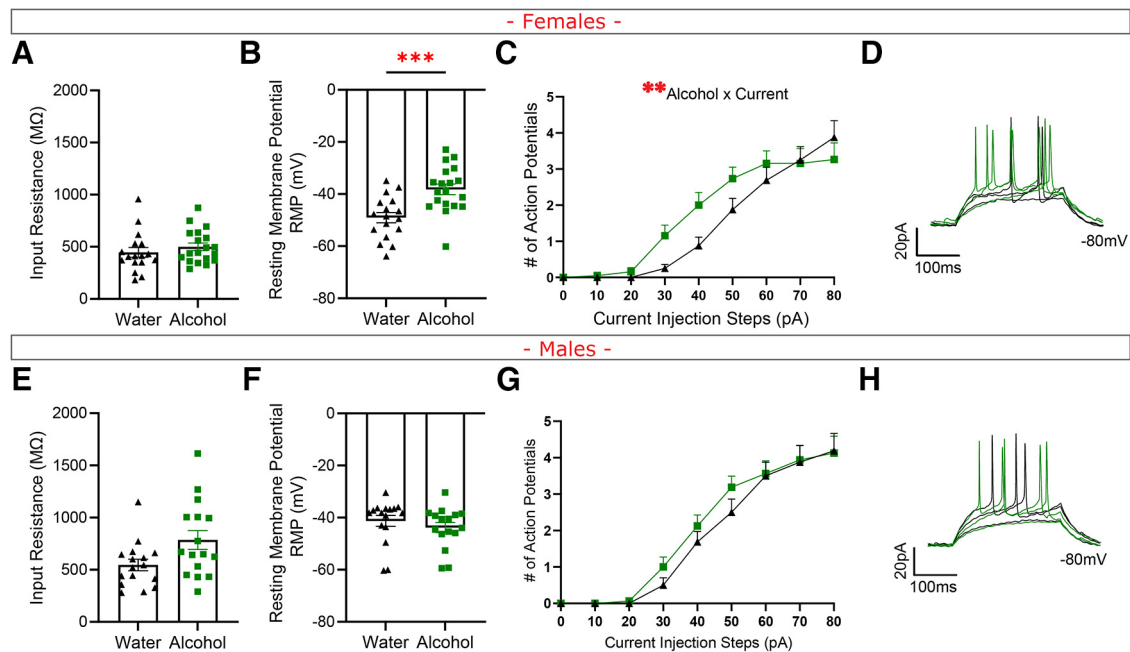 - Females -
A
B
C
D
Input Resistance (MΩ)
2000
1500
1000
500
0
Water
Alcohol
***
Resting Membrane Potential
RMP (mV)
0
-20
-40
-60
-80
Water
Alcohol
**Alcohol x Current
# of Action Potentials
5
4
3
2
1
0
0 10 20 30 40 50 60 70 80
Current Injection Steps (pA)
20pA
100ms
-80mV
- Males -
E
F
G
H
Input Resistance (MΩ)
2000
1500
1000
500
0
Water
Alcohol
Resting Membrane Potential
RMP (mV)
0
-20
-40
-60
-80
Water
Alcohol
# of Action Potentials
5
4
3
2
1
0
0 10 20 30 40 50 60 70 80
Current Injection Steps (pA)
20pA
100ms
-80mV